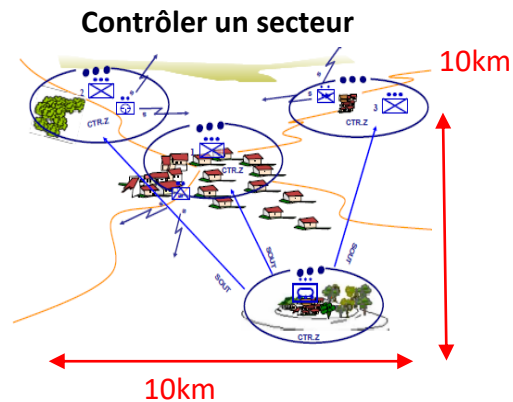 Contrôler un secteur
10km
2
e
e
CTR.Z
e
s
3
CTR.Z
1
CTR.Z
e
e
SOUT
SOUT
SOUT
CTR.Z
10km